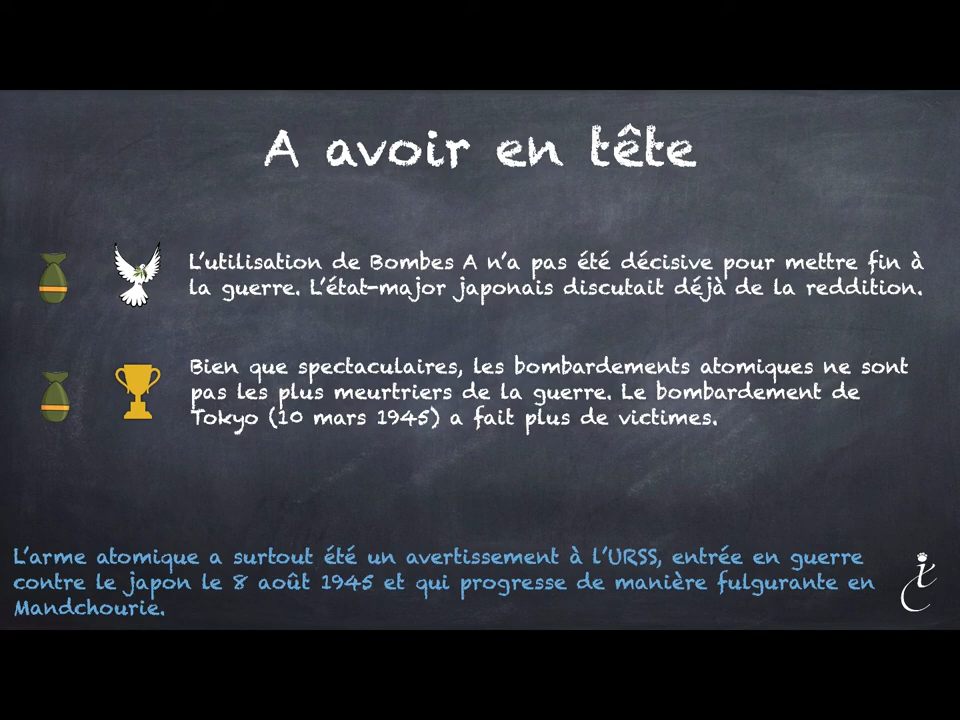 A avoir en tête
L'utilisation de Bombes A n'a pas été décisive pour mettre fin à
la guerre. L'état-major japonais discutait déjà de la reddition.
Bien que spectaculaires, les bombardements atomiques ne sont
pas les plus meurtriers de la guerre. Le bombardement de
Tokyo (10 mars 1945) a fait plus de victimes.
L'arme atomique a surtout été un avertissement à l'URSS, entrée en guerre
contre le japon le 8 août 1945 et qui progresse de manière fulgurante en
Mandchourie.